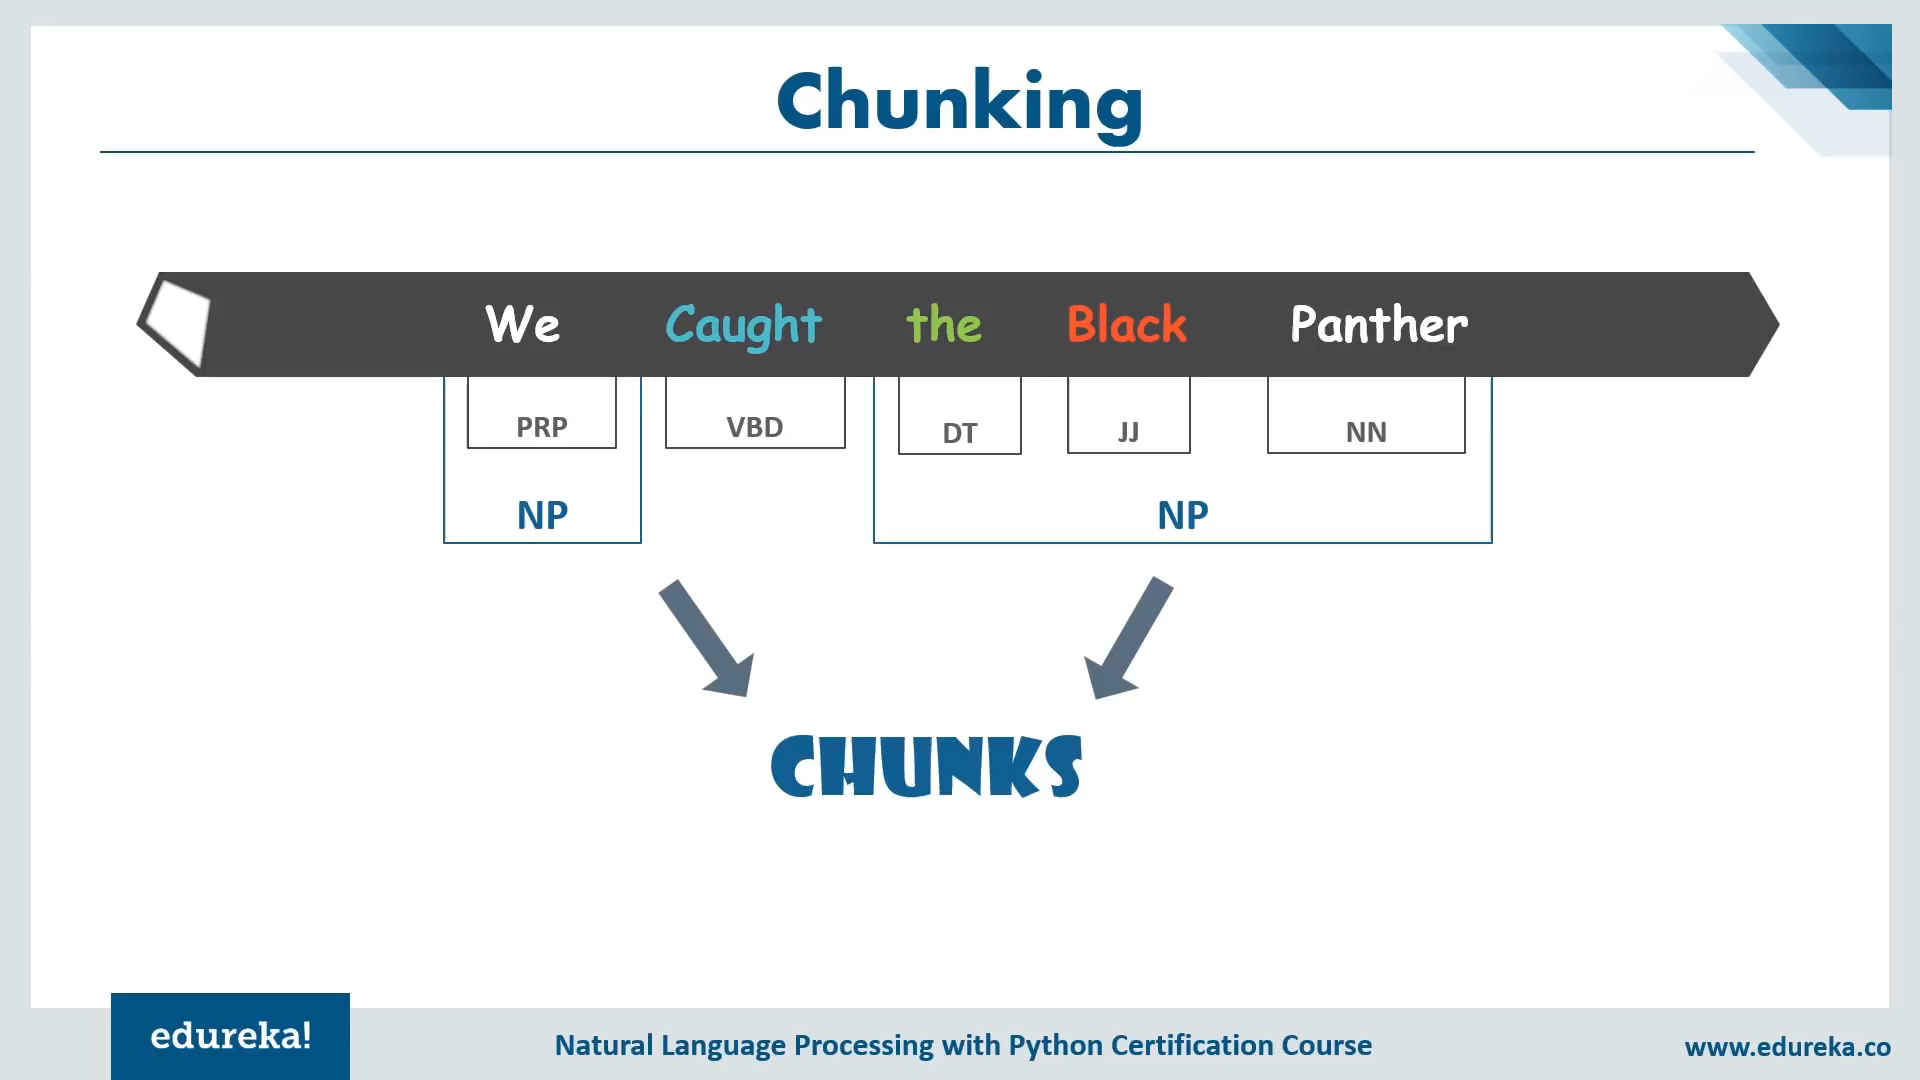 Chunking
We Caught the Black Panther
PRP VBD DT JJ NN
NP NP
CHUNKS
edureka!
Natural Language Processing with Python Certification Course
www.edureka.co